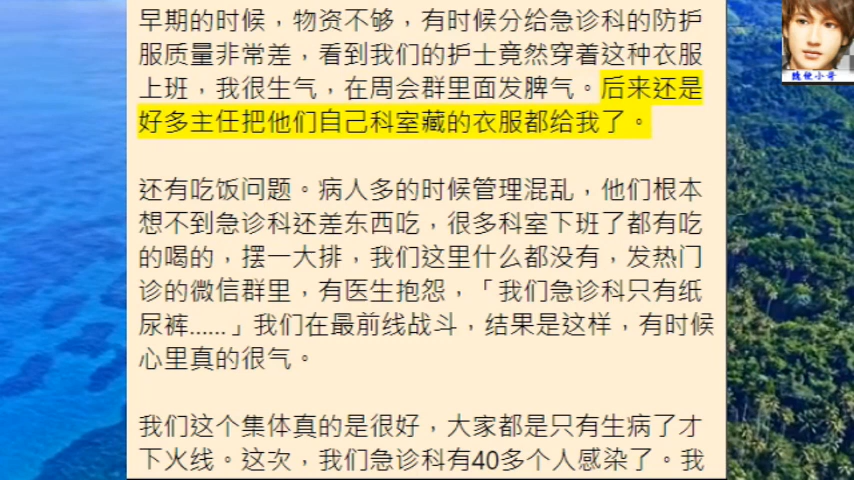 早期的时候，物资不够，有时候分给急诊科的防护
服质量非常差，看到我们的护士竟然穿着这种衣服
上班，我很生气，在周会群里面发脾气。后来还是
好多主任把他们自己科室藏的衣服都给我了。
还有吃饭问题。病人多的时候管理混乱，他们根本
想不到急诊科还差东西吃，很多科室下班了都有吃
的喝的，摆一大排，我们这里什么都没有，发热门
诊的微信群里，有医生抱怨，「我们急诊科只有纸
尿裤……」我们在最前线战斗，结果是这样，有时候
心里真的很气。
我们这个集体真的是很好，大家都是只有生病了才
下火线。这次，我们急诊科有40多个人感染了。我